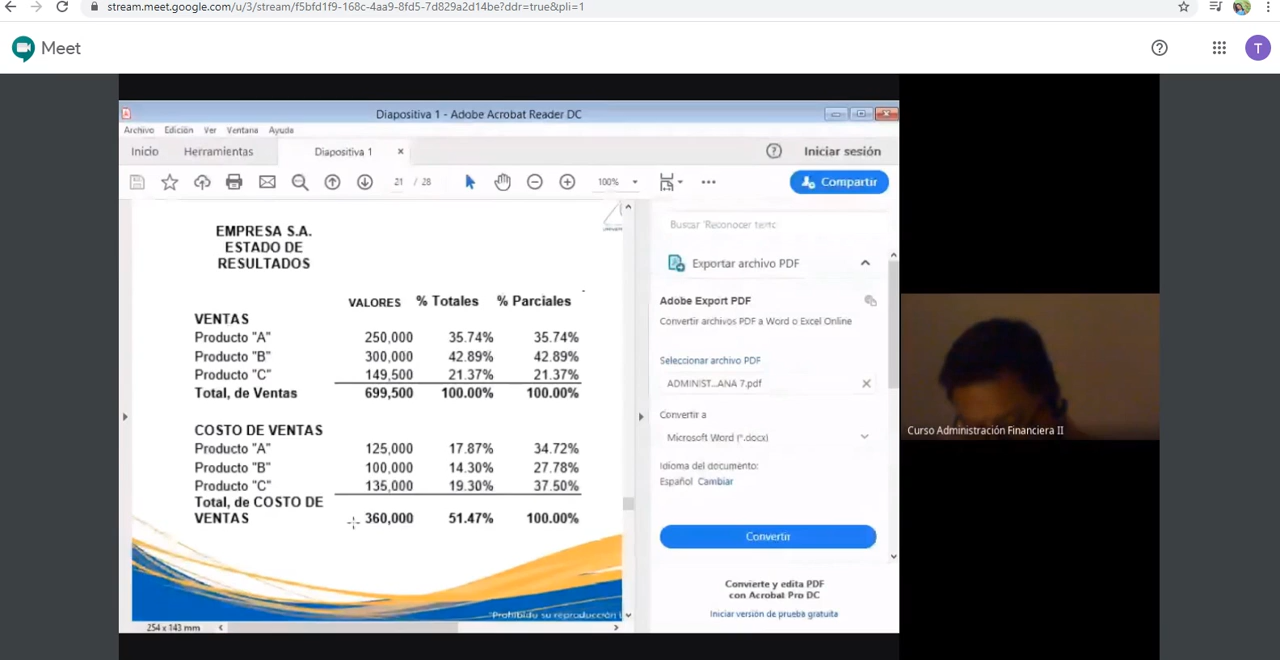 stream.meet.google.com/u/3/stream/f5bfd1f9-168c-4aa9-8fd5-7d829a2d14be?ddr=true&pli=1
Meet
T
Diapositiva 1 - Adobe Acrobat Reader DC
Archivo Edición Ver Ventana Ayuda
Inicio Herramientas Diapositiva 1 Iniciar sesión
21 / 28 100% Compartir
EMPRESA S.A.
ESTADO DE
RESULTADOS
VALORES % Totales % Parciales
VENTAS
Producto "A" 250,000 35.74% 35.74%
Producto "B" 300,000 42.89% 42.89%
Producto "C" 149,500 21.37% 21.37%
Total, de Ventas 699,500 100.00% 100.00%
COSTO DE VENTAS
Producto "A" 125,000 17.87% 34.72%
Producto "B" 100,000 14.30% 27.78%
Producto "C" 135,000 19.30% 37.50%
Total, de COSTO DE
VENTAS 360,000 51.47% 100.00%
"Prohibido su reproducción
254 x 143 mm
Buscar 'Reconocer
Exportar archivo PDF
Adobe Export PDF
Convertir archivos PDF a Word o Excel Online
Seleccionar archivo PDF
ADMINIST...ANA 7.pdf
Convertir a
Microsoft Word (*.docx)
Idioma del documento:
Español Cambiar
Convertir
Convierte y edita PDF
con Acrobat Pro DC
Iniciar versión de prueba gratuita
Curso Administración Financiera II